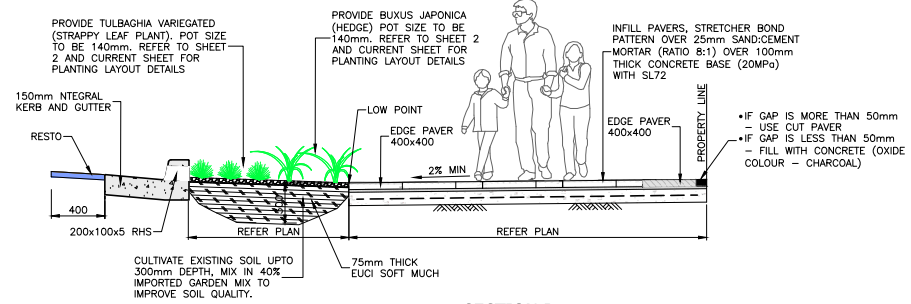 PROVIDE TULBAGHIA VARIEGATED
(STRAPPY LEAF PLANT). POT SIZE
TO BE 140mm. REFER TO SHEET
2 AND CURRENT SHEET FOR
PLANTING LAYOUT DETAILS
PROVIDE BUXUS JAPONICA
(HEDGE) POT SIZE TO BE
140mm. REFER TO SHEET 2
AND CURRENT SHEET FOR
PLANTING LAYOUT DETAILS
INFILL PAVERS, STRETCHER BOND
PATTERN OVER 25mm SAND:CEMENT
MORTAR (RATIO 8:1) OVER 100mm
THICK CONCRETE BASE (20MPa)
WITH SL72
150mm NTEGRAL
KERB AND GUTTER
LOW POINT
RESTO
EDGE PAVER
400x400
EDGE PAVER
400x400
PROPERTY LINE
•IF GAP IS MORE THAN 50mm
– USE CUT PAVER
•IF GAP IS LESS THAN 50mm
– FILL WITH CONCRETE (OXIDE
COLOUR – CHARCOAL)
2% MIN
400
200x100x5 RHS
REFER PLAN
REFER PLAN
CULTIVATE EXISTING SOIL UPTO
300mm DEPTH, MIX IN 40%
IMPORTED GARDEN MIX TO
IMPROVE SOIL QUALITY.
75mm THICK
EUCI SOFT MUCH